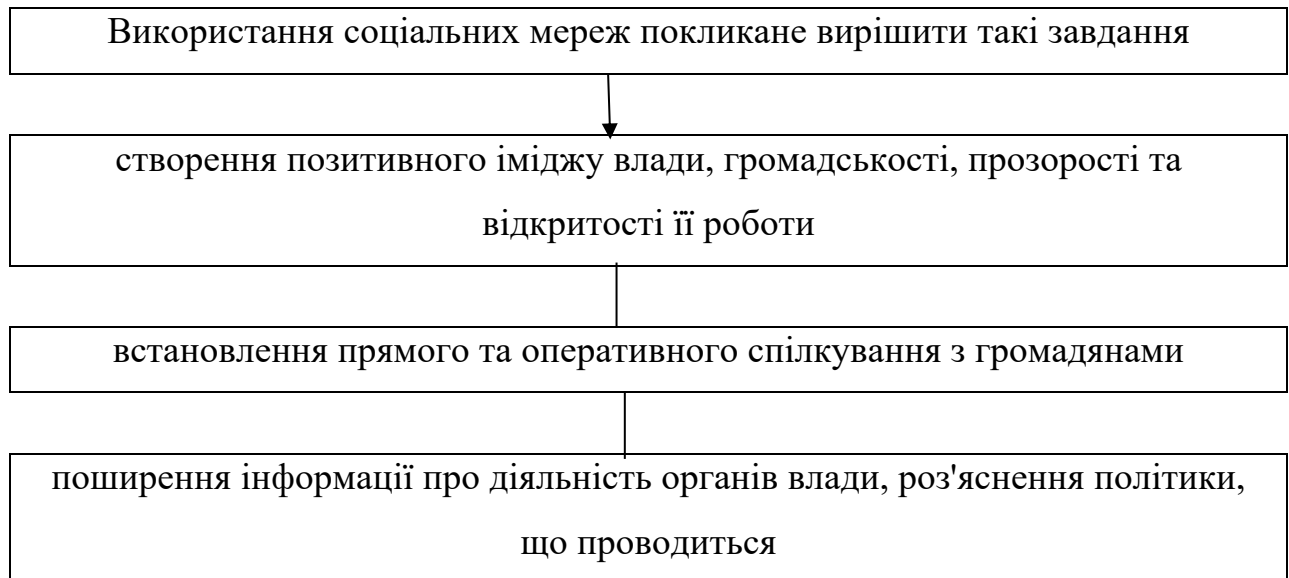 Використання соціальних мереж покликане вирішити такі завдання
створення позитивного іміджу влади, громадськості, прозорості та
відкритості її роботи
встановлення прямого та оперативного спілкування з громадянами
поширення інформації про діяльність органів влади, роз'яснення політики,
що проводиться